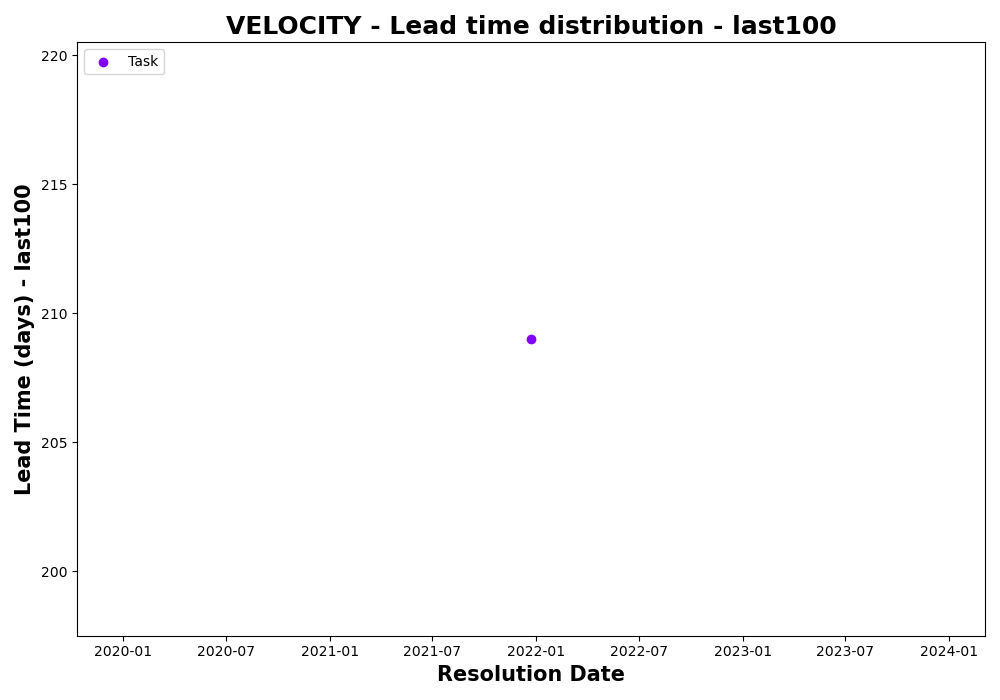 VELOCITY - Lead time distribution - last100
Task
Lead Time (days) - last100
220
215
210
205
200
2020-01 2020-07 2021-01 2021-07 2022-01 2022-07 2023-01 2023-07 2024-01
Resolution Date